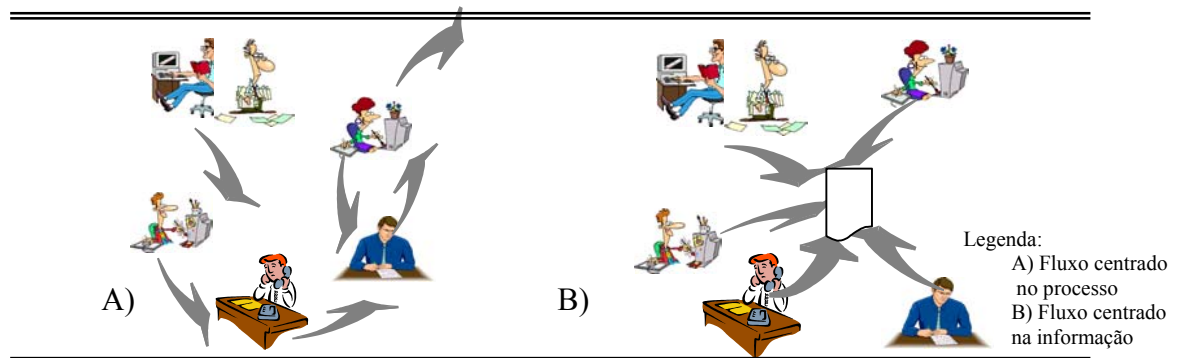 A)
B)
Legenda:
A) Fluxo centrado
no processo
B) Fluxo centrado
na informação